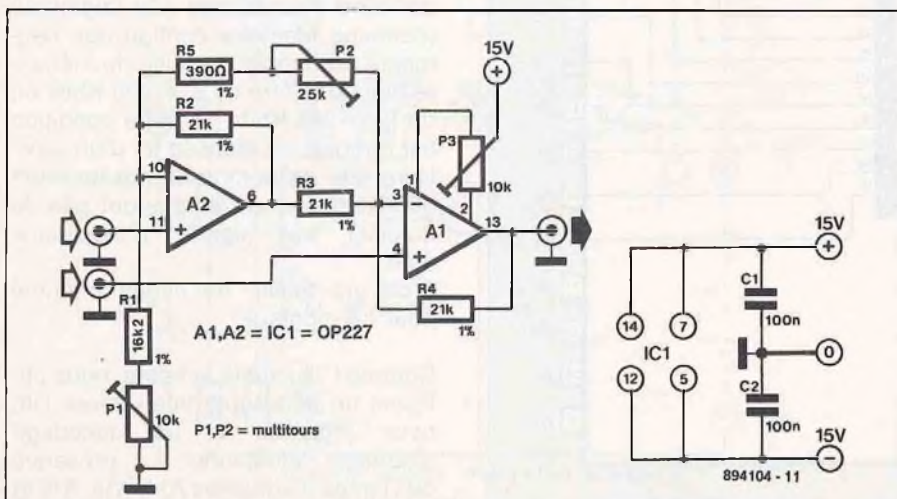 R5
390Ω
1%
P2
25k
15V
+
R2
21k
1%
P3
10k
10
−
A2
6
11
+
R3
21k
1%
1
3
−
2
A1
13
4
+
R4
21k
1%
R1
16k2
1%
P1
10k
A1,A2 = IC1 = OP227
P1,P2 = multitours
15V
+
14
7
C1
100n
IC1
0
12
5
C2
100n
15V
−
894104 - 11